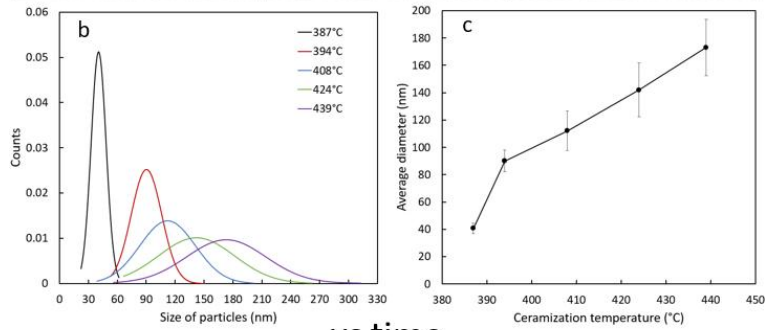 b
0.06
0.05
0.04
0.03
0.02
0.01
0
Counts
387°C
394°C
408°C
424°C
439°C
0 30 60 90 120 150 180 210 240 270 300 330
Size of particles (nm)
c
200
180
160
140
120
100
80
60
40
20
0
Average diameter (nm)
380 390 400 410 420 430 440 450
Ceramization temperature (°C)